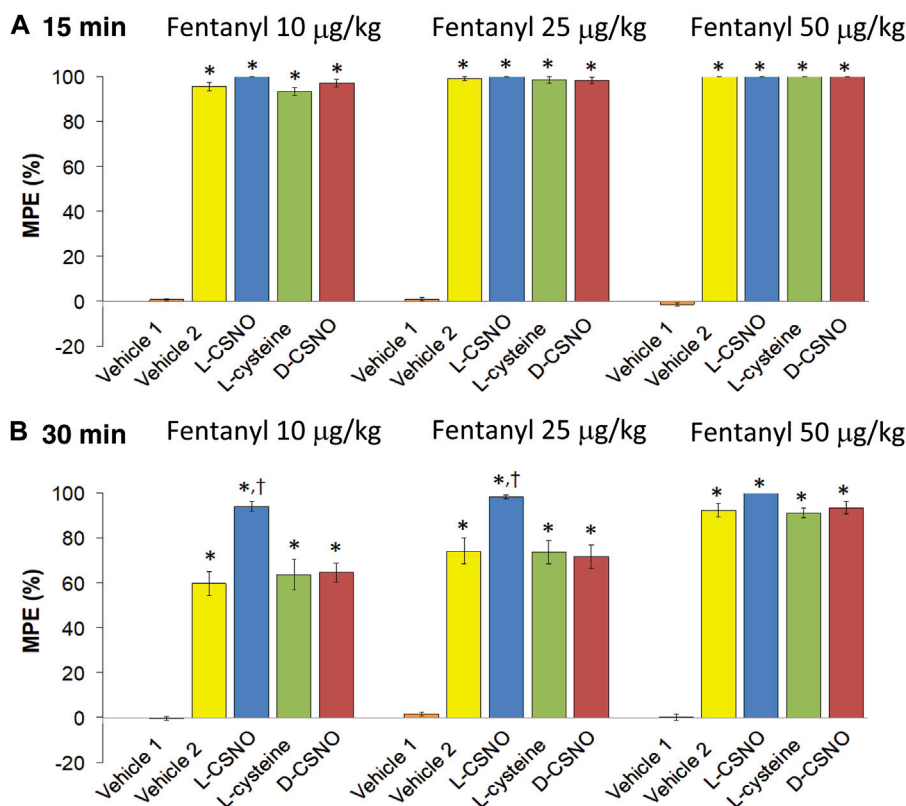 A 15 min Fentanyl 10 μg/kg Fentanyl 25 μg/kg Fentanyl 50 μg/kg
* * * * * * * * * * * *
100
80
60
40
20
0
-20
MPE (%)
Vehicle 1 Vehicle 2 L-CSNO L-cysteine D-CSNO Vehicle 1 Vehicle 2 L-CSNO L-cysteine D-CSNO Vehicle 1 Vehicle 2 L-CSNO L-cysteine D-CSNO
B 30 min Fentanyl 10 μg/kg Fentanyl 25 μg/kg Fentanyl 50 μg/kg
* *,† * * * *,† * * * * * *
100
80
60
40
20
0
-20
MPE (%)
Vehicle 1 Vehicle 2 L-CSNO L-cysteine D-CSNO Vehicle 1 Vehicle 2 L-CSNO L-cysteine D-CSNO Vehicle 1 Vehicle 2 L-CSNO L-cysteine D-CSNO